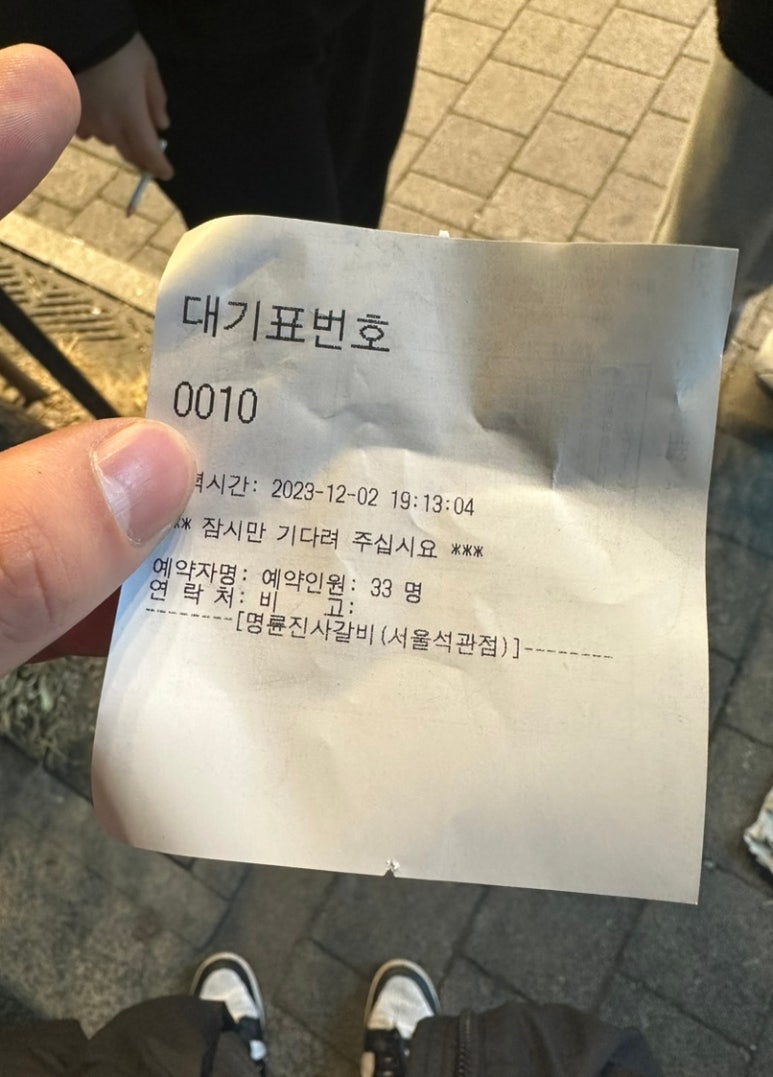 대기표번호
0010
력시간: 2023-12-02 19:13:04
** 잠시만 기다려 주십시요 ***
예약자명: 예약인원: 33 명
연 락 처: 비 고:
--------[명륜진사갈비(서울석관점)]--------